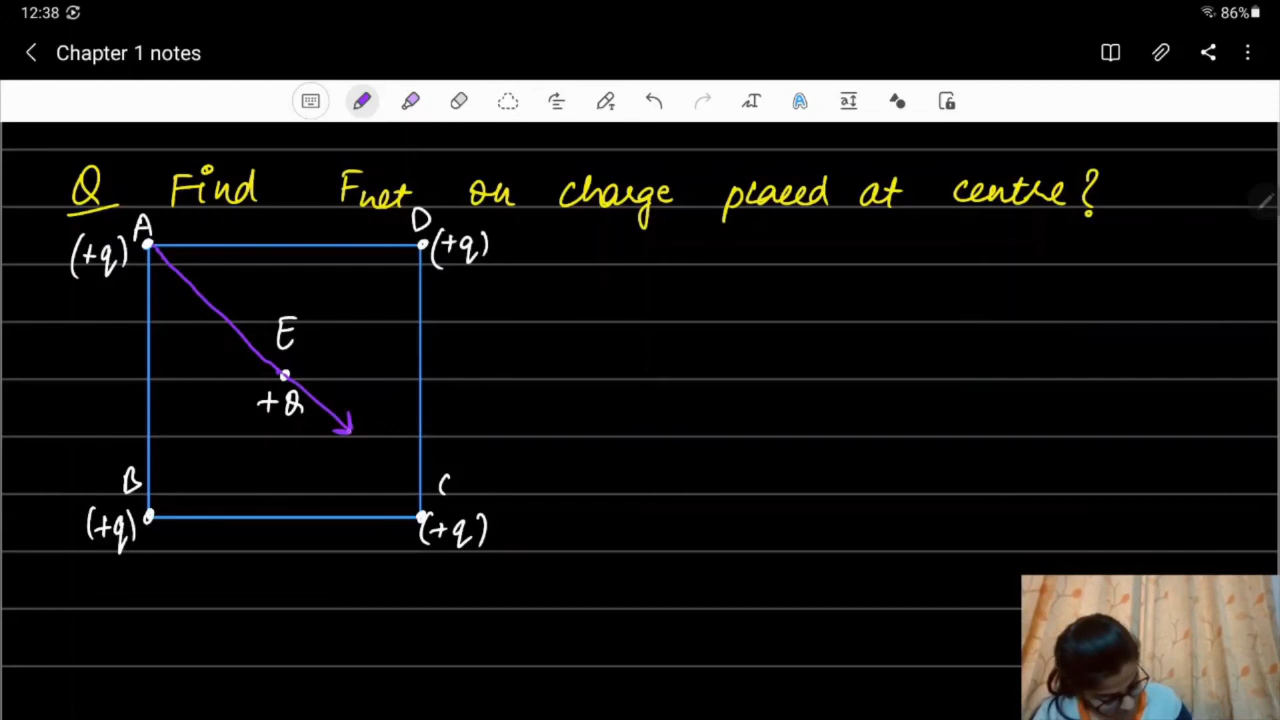 12:38
86%
Chapter 1 notes
Q Find Fnet on charge placed at centre?
A D
(+q) (+q)
E
+Q
B C
(+q) (+q)